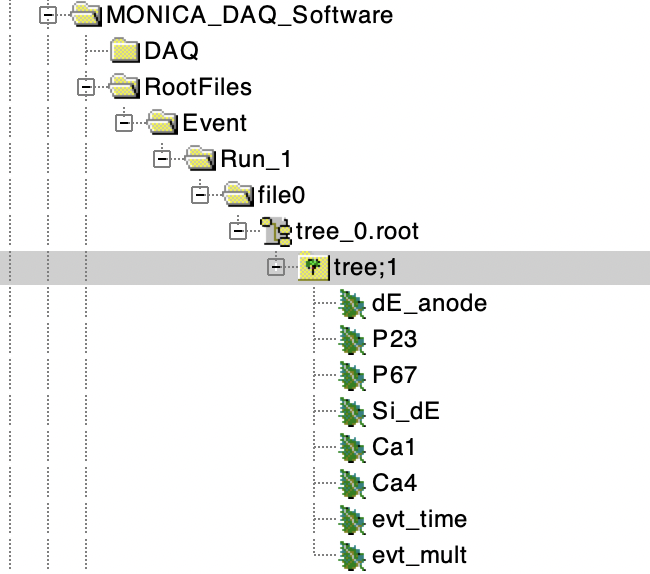 MONICA_DAQ_Software
DAQ
RootFiles
Event
Run_1
file0
tree_0.root
tree;1
dE_anode
P23
P67
Si_dE
Ca1
Ca4
evt_time
evt_mult